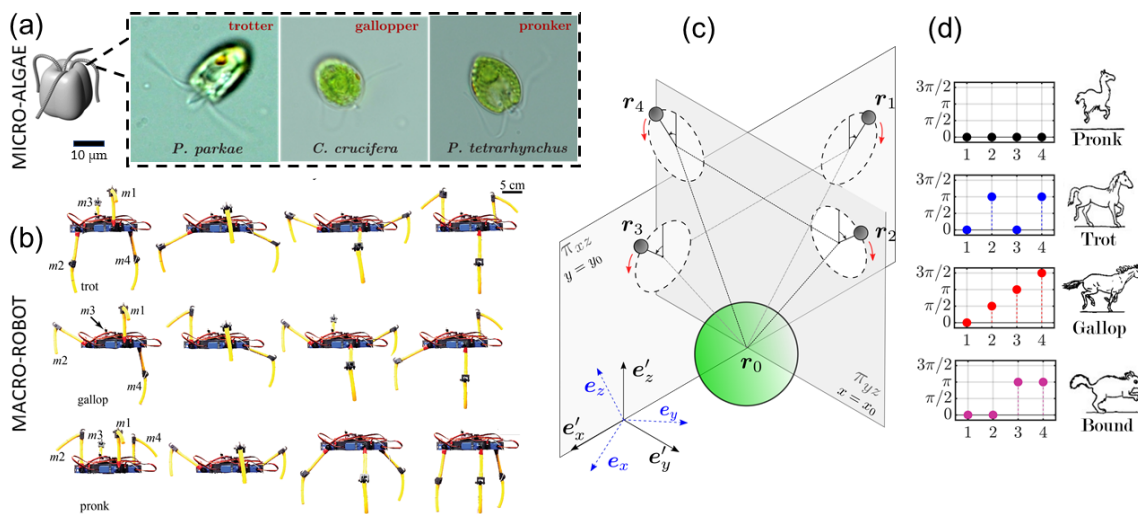 (a)
MICRO-ALGAE
10 μm
trotter
P. parkae
gallopper
C. crucifera
pronker
P. tetrarhynchus
(b)
MACRO-ROBOT
5 cm
m3
m1
m2
m4
trot
m3
m1
m2
m4
gallop
m3
m1
m4
m2
pronk
(c)
r4
r1
r3
r2
πxz
y = y0
r0
πyz
x = x0
e′z
ez
ey
e′x
ex
e′y
(d)
3π/2
π
π/2
0
1 2 3 4
Pronk
3π/2
π
π/2
0
1 2 3 4
Trot
3π/2
π
π/2
0
1 2 3 4
Gallop
3π/2
π
π/2
0
1 2 3 4
Bound